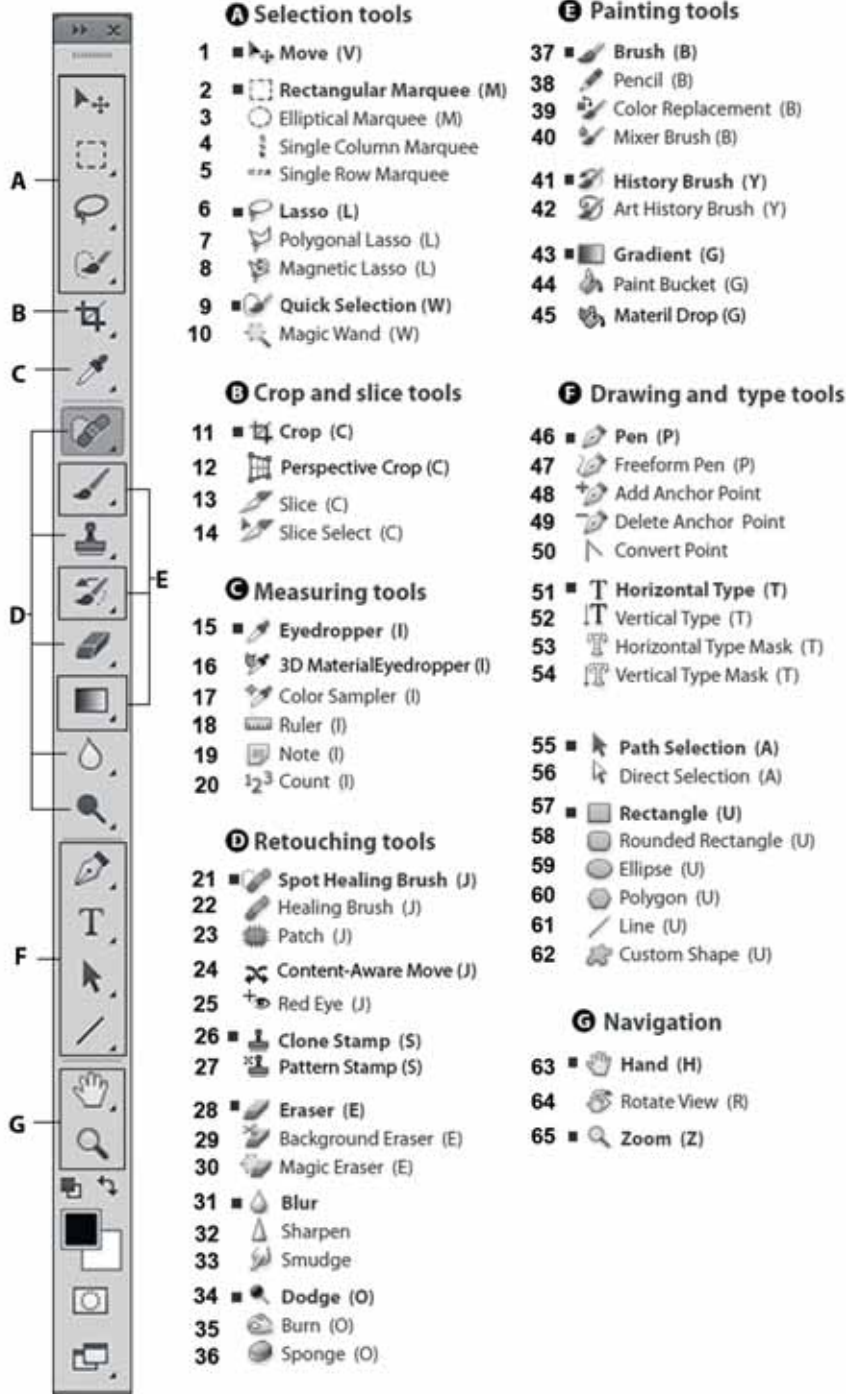 A
B
C
D
E
F
G
T
A Selection tools
1 Move (V)
2 Rectangular Marquee (M)
3 Elliptical Marquee (M)
4 Single Column Marquee
5 Single Row Marquee
6 Lasso (L)
7 Polygonal Lasso (L)
8 Magnetic Lasso (L)
9 Quick Selection (W)
10 Magic Wand (W)
B Crop and slice tools
11 Crop (C)
12 Perspective Crop (C)
13 Slice (C)
14 Slice Select (C)
C Measuring tools
15 Eyedropper (I)
16 3D MaterialEyedropper (I)
17 Color Sampler (I)
18 Ruler (I)
19 Note (I)
20 123 Count (I)
D Retouching tools
21 Spot Healing Brush (J)
22 Healing Brush (J)
23 Patch (J)
24 Content-Aware Move (J)
25 Red Eye (J)
26 Clone Stamp (S)
27 Pattern Stamp (S)
28 Eraser (E)
29 Background Eraser (E)
30 Magic Eraser (E)
31 Blur
32 Sharpen
33 Smudge
34 Dodge (O)
35 Burn (O)
36 Sponge (O)
E Painting tools
37 Brush (B)
38 Pencil (B)
39 Color Replacement (B)
40 Mixer Brush (B)
41 History Brush (Y)
42 Art History Brush (Y)
43 Gradient (G)
44 Paint Bucket (G)
45 Materil Drop (G)
F Drawing and type tools
46 Pen (P)
47 Freeform Pen (P)
48 Add Anchor Point
49 Delete Anchor Point
50 Convert Point
51 T Horizontal Type (T)
52 T Vertical Type (T)
53 T Horizontal Type Mask (T)
54 T Vertical Type Mask (T)
55 Path Selection (A)
56 Direct Selection (A)
57 Rectangle (U)
58 Rounded Rectangle (U)
59 Ellipse (U)
60 Polygon (U)
61 Line (U)
62 Custom Shape (U)
G Navigation
63 Hand (H)
64 Rotate View (R)
65 Zoom (Z)